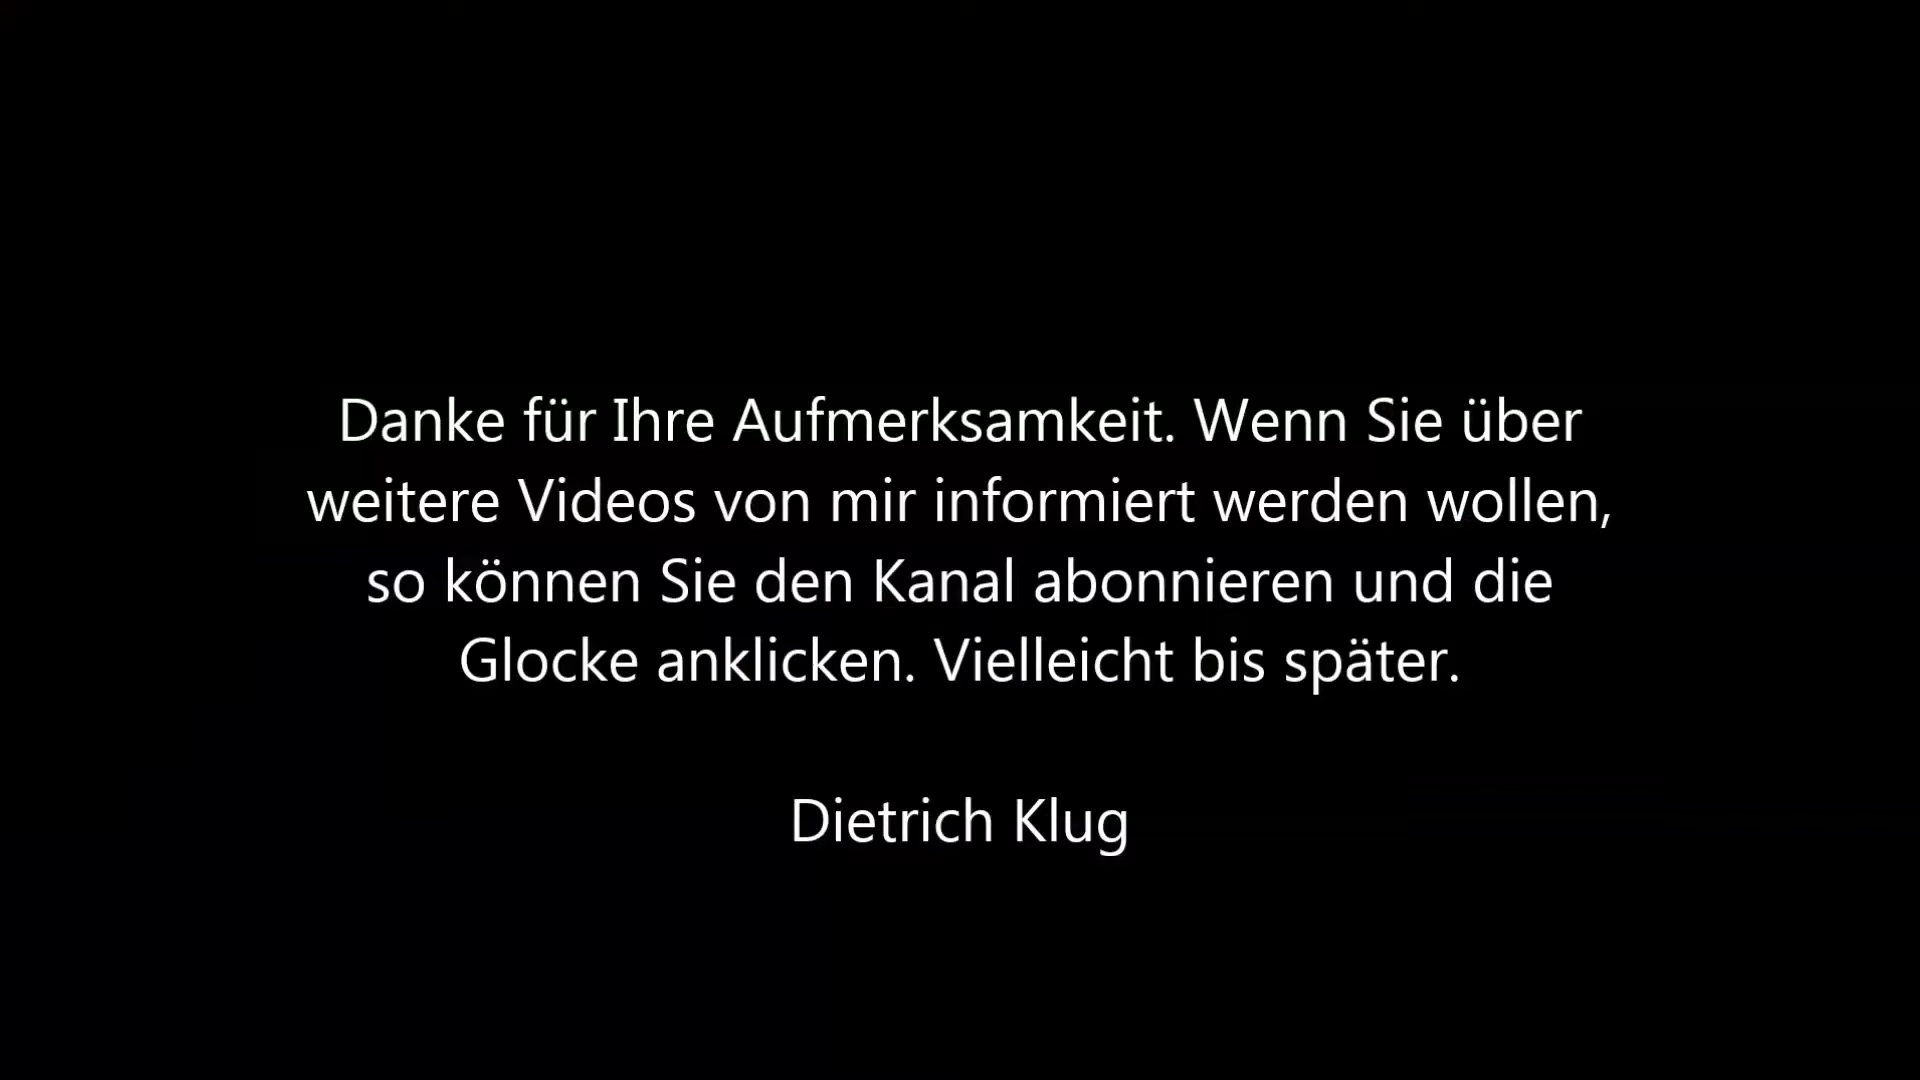 Danke für Ihre Aufmerksamkeit. Wenn Sie über
weitere Videos von mir informiert werden wollen,
so können Sie den Kanal abonnieren und die
Glocke anklicken. Vielleicht bis später.
Dietrich Klug